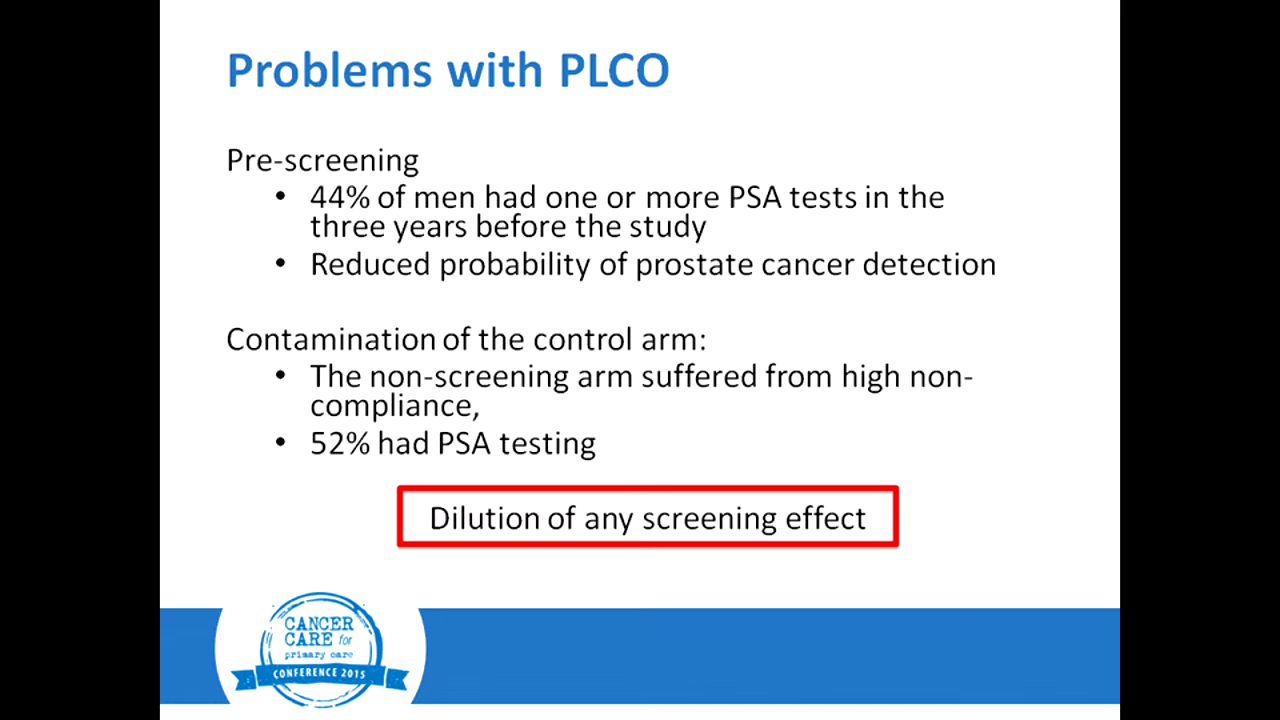 Problems with PLCO
Pre-screening
• 44% of men had one or more PSA tests in the
three years before the study
• Reduced probability of prostate cancer detection
Contamination of the control arm:
• The non-screening arm suffered from high non-
compliance,
• 52% had PSA testing
Dilution of any screening effect
CANCER
CARE for
primary care
CONFERENCE 2015